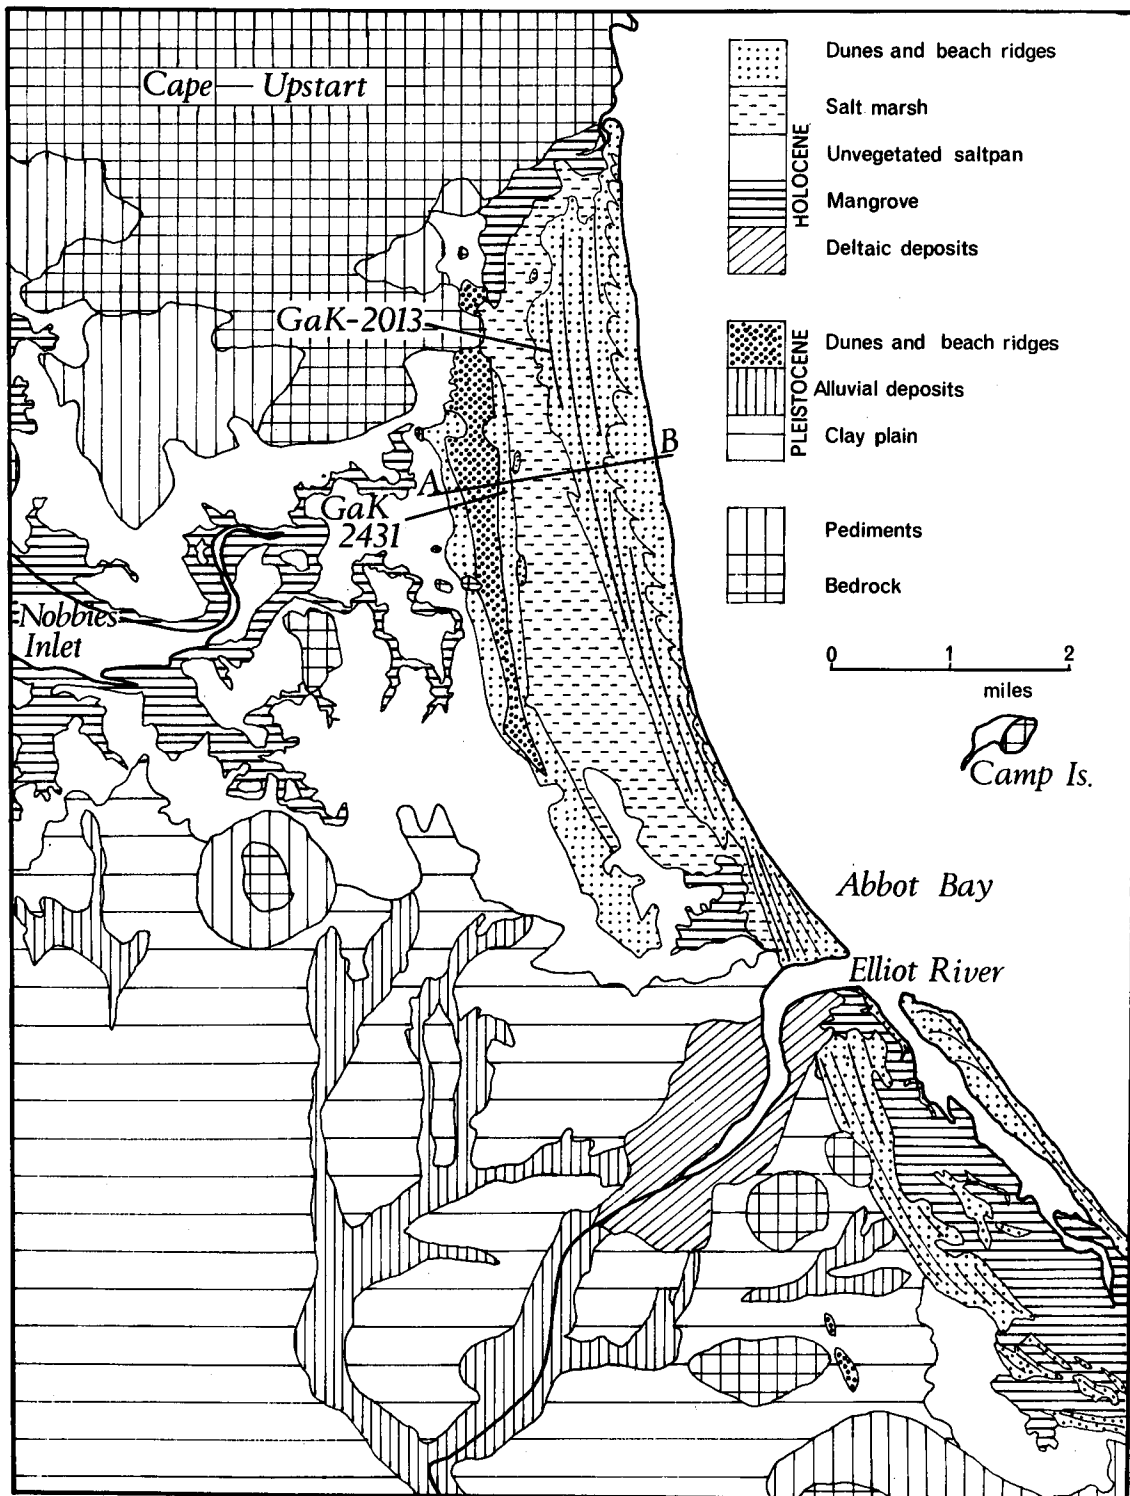 Cape Upstart
GaK-2013
A
B
GaK
2431
Nobbies
Inlet
Dunes and beach ridges
Salt marsh
Unvegetated saltpan
Mangrove
Deltaic deposits
HOLOCENE
Dunes and beach ridges
Alluvial deposits
Clay plain
PLEISTOCENE
Pediments
Bedrock
0 1 2
miles
Camp Is.
Abbot Bay
Elliot River